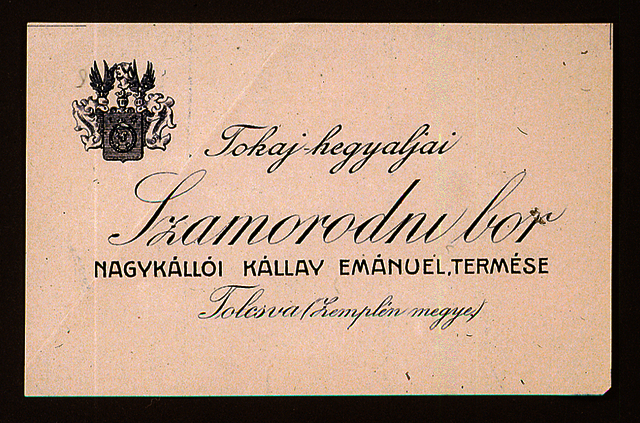 Tokaj-hegyaljai
Szamorodni bor
NAGYKÁLLÓI KÁLLAY EMÁNUEL, TERMÉSE
Tolcsva (Zemplén megye)